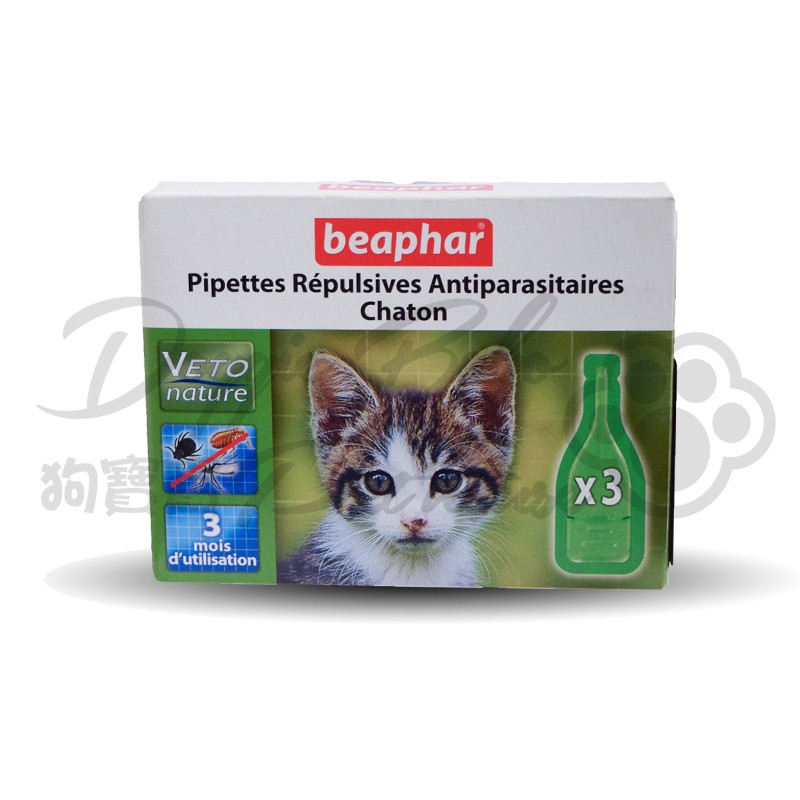 beaphar
beaphar®
Pipettes Répulsives Antiparasitaires
Chaton
VETO
nature
x3
3
mois
d'utilisation
狗寶